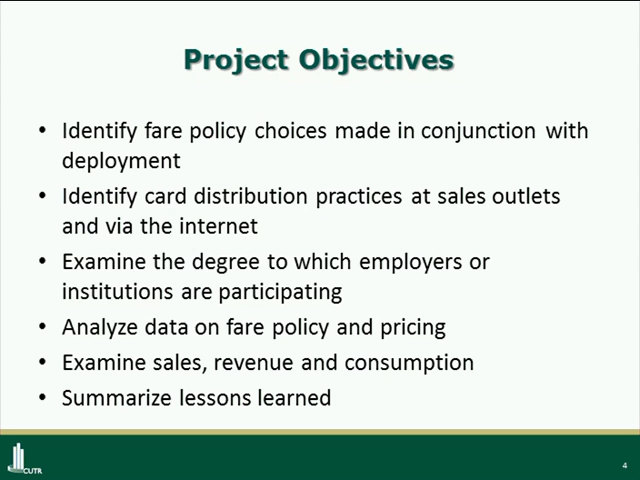 Project Objectives
• Identify fare policy choices made in conjunction with
deployment
• Identify card distribution practices at sales outlets
and via the internet
• Examine the degree to which employers or
institutions are participating
• Analyze data on fare policy and pricing
• Examine sales, revenue and consumption
• Summarize lessons learned
CUTR
4